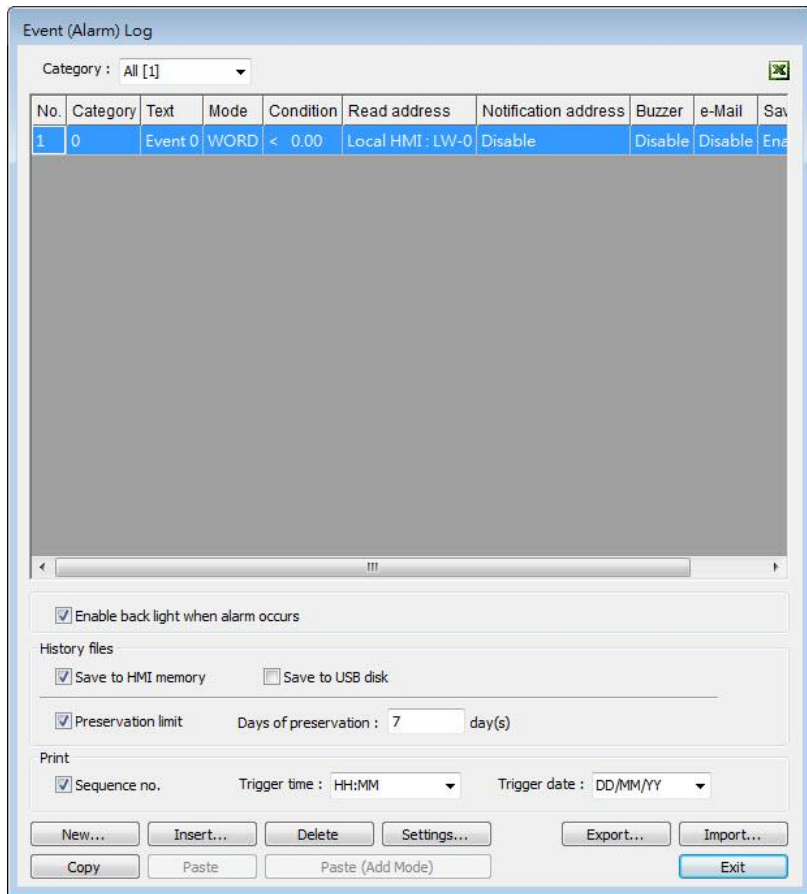 Event (Alarm) Log
Category : All [1]
No. Category Text Mode Condition Read address Notification address Buzzer e-Mail Sav
1 0 Event 0 WORD < 0.00 Local HMI : LW-0 Disable Disable Disable Ena
Enable back light when alarm occurs
History files
Save to HMI memory Save to USB disk
Preservation limit Days of preservation : 7 day(s)
Print
Sequence no. Trigger time : HH:MM Trigger date : DD/MM/YY
New... Insert... Delete Settings... Export... Import...
Copy Paste Paste (Add Mode) Exit